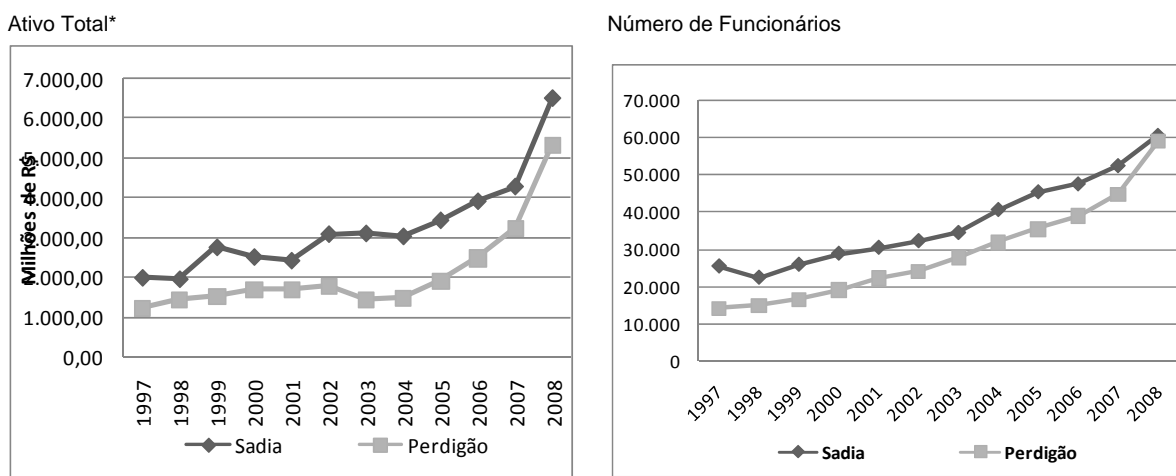 Ativo Total*
Número de Funcionários
7.000,00
6.000,00
5.000,00
4.000,00
3.000,00
2.000,00
1.000,00
0,00
Milhões de R$
1997 1998 1999 2000 2001 2002 2003 2004 2005 2006 2007 2008
Sadia Perdigão
70.000
60.000
50.000
40.000
30.000
20.000
10.000
0
1997 1998 1999 2000 2001 2002 2003 2004 2005 2006 2007 2008
Sadia Perdigão